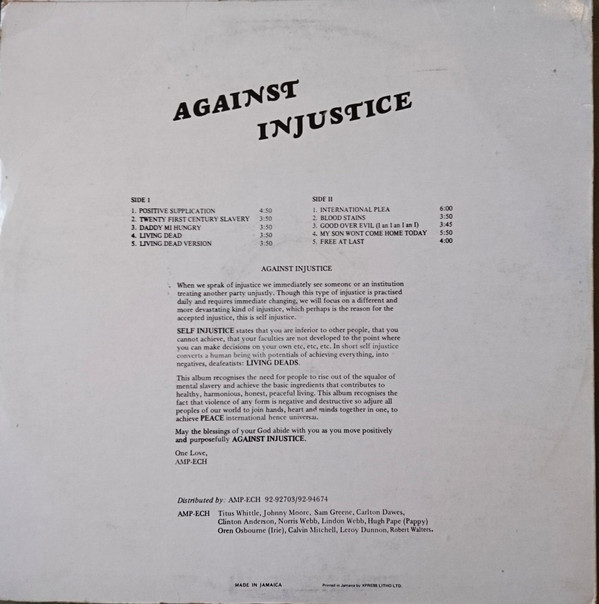 AGAINST
INJUSTICE
SIDE I
1. POSITIVE SUPPLICATION 4:50
2. TWENTY FIRST CENTURY SLAVERY 3:50
3. DADDY MI HUNGRY 3:50
4. LIVING DEAD 3:50
5. LIVING DEAD VERSION 3:50
SIDE II
1. INTERNATIONAL PLEA 6:00
2. BLOOD STAINS 3:50
3. GOOD OVER EVIL (I an I an I an I) 3:45
4. MY SON WONT COME HOME TODAY 5:50
5. FREE AT LAST 4:00
AGAINST INJUSTICE
When we speak of injustice we immediately see someone or an institution
treating another party unjustly. Though this type of injustice is practised
daily and requires immediate changing, we will focus on a different and
more devastating kind of injustice, which perhaps is the reason for the
accepted injustice, this is self injustice.
SELF INJUSTICE states that you are inferior to other people, that you
cannot achieve, that your faculties are not developed to the point where
you can make decisions on your own etc, etc, etc. In short self injustice
converts a human being with potentials of achieving everything, into
negatives, defeatists: LIVING DEADS.
This album recognises the need for people to rise out of the squalor of
mental slavery and achieve the basic ingredients that contributes to
healthy, harmonious, honest, peaceful living. This album recognises the
fact that violence of any form is negative and destructive so adjure all
peoples of our world to join hands, heart and minds together in one, to
achieve PEACE international hence universal.
May the blessings of your God abide with you as you move positively
and purposefully AGAINST INJUSTICE.
One Love,
AMP-ECH
Distributed by: AMP-ECH 92-92703/92-94674
AMP-ECH Titus Whittle, Johnny Moore, Sam Greene, Carlton Dawes,
Clinton Anderson, Norris Webb, Lindon Webb, Hugh Pape (Pappy)
Oren Osbourne (Irie), Calvin Mitchell, Leroy Dunnon, Robert Walters.
MADE IN JAMAICA
Printed in Jamaica by LITHO LTD.